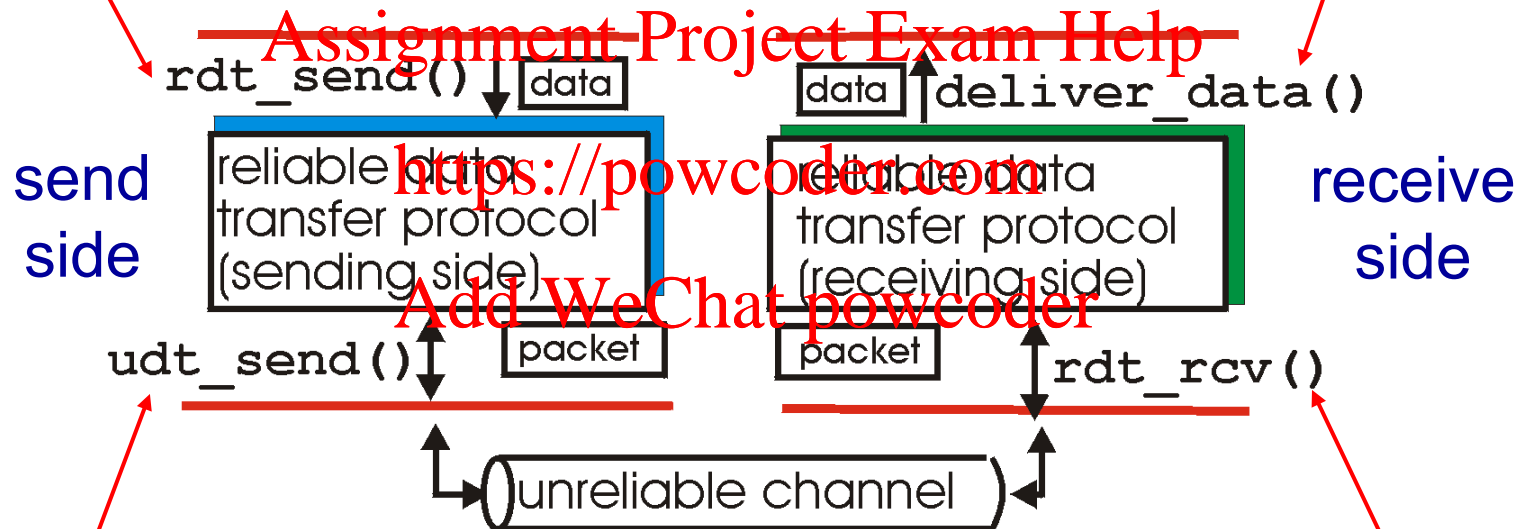 Assignment Project Exam Help
rdt_send()
data
data
deliver_data()
send
side
reliable data
transfer protocol
(sending side)
https://powcoder.com
reliable data
transfer protocol
(receiving side)
receive
side
Add WeChat powcoder
udt_send()
packet
packet
rdt_rcv()
unreliable channel